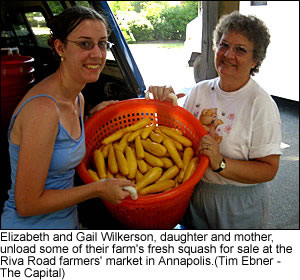 Elizabeth and Gail Wilkerson, daughter and mother,
unload some of their farm's fresh squash for sale at the
Riva Road farmers' market in Annapolis.(Tim Ebner -
The Capital)